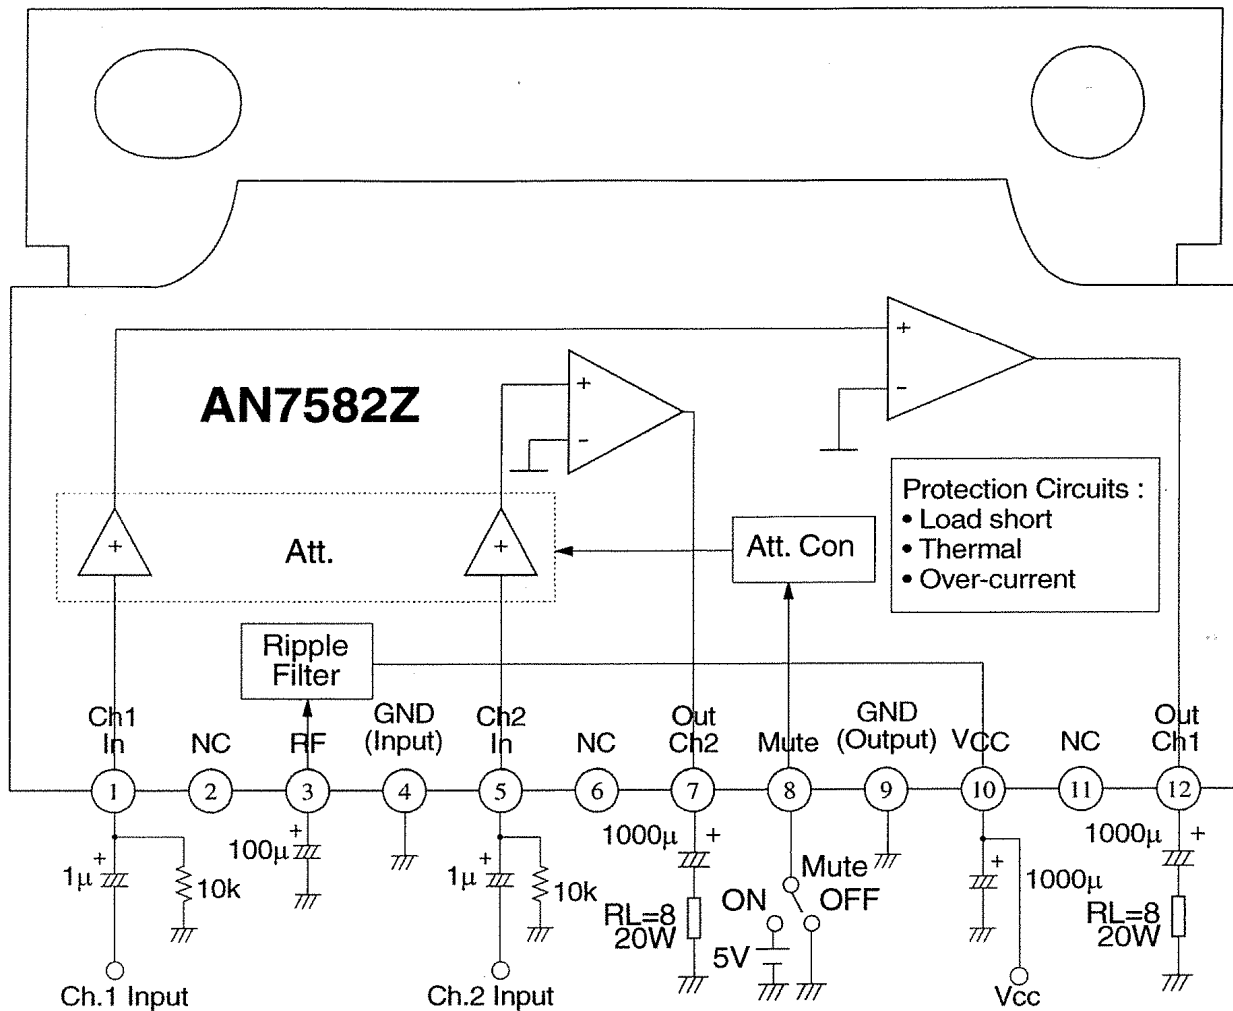 +
-
AN7582Z
+
-
Protection Circuits :
• Load short
• Thermal
• Over-current
+
Att.
+
Att. Con
Ripple
Filter
Ch1
In
NC
RF
GND
(Input)
Ch2
In
NC
Out
Ch2
Mute
GND
(Output)
VCC
NC
Out
Ch1
1
2
3
4
5
6
7
8
9
10
11
12
+
1μ
10k
+
100μ
+
1μ
10k
1000μ
+
RL=8
20W
Mute
ON
OFF
5V
+
1000μ
1000μ
+
RL=8
20W
Ch.1 Input
Ch.2 Input
Vcc